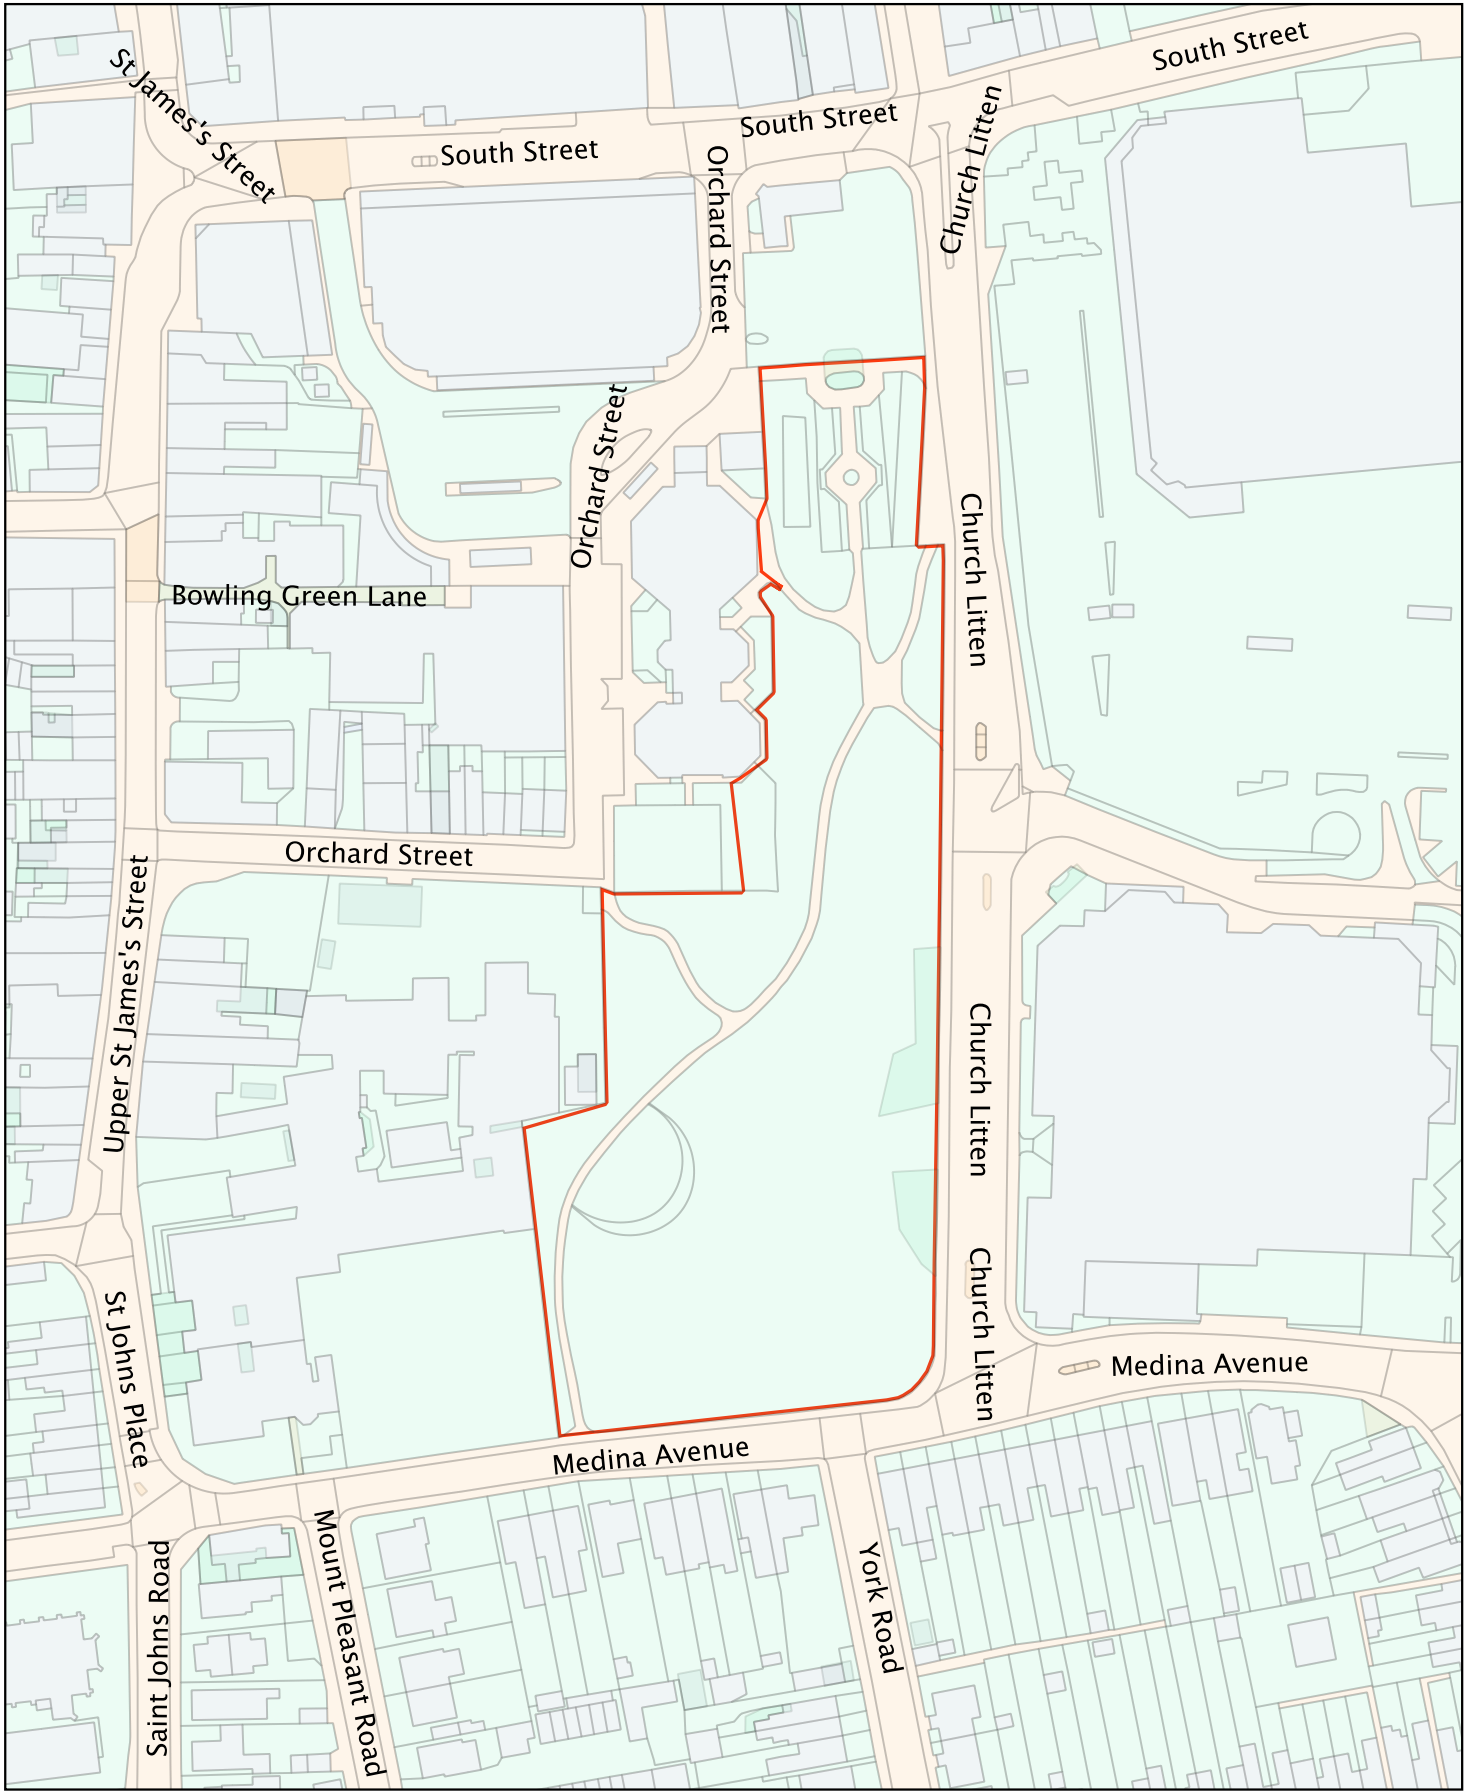 South Street
St James's Street
South Street
South Street
Church Litten
Orchard Street
Orchard Street
Church Litten
Bowling Green Lane
Orchard Street
Upper St James's Street
Church Litten
Church Litten
St Johns Place
Medina Avenue
Medina Avenue
Saint Johns Road
Mount Pleasant Road
York Road